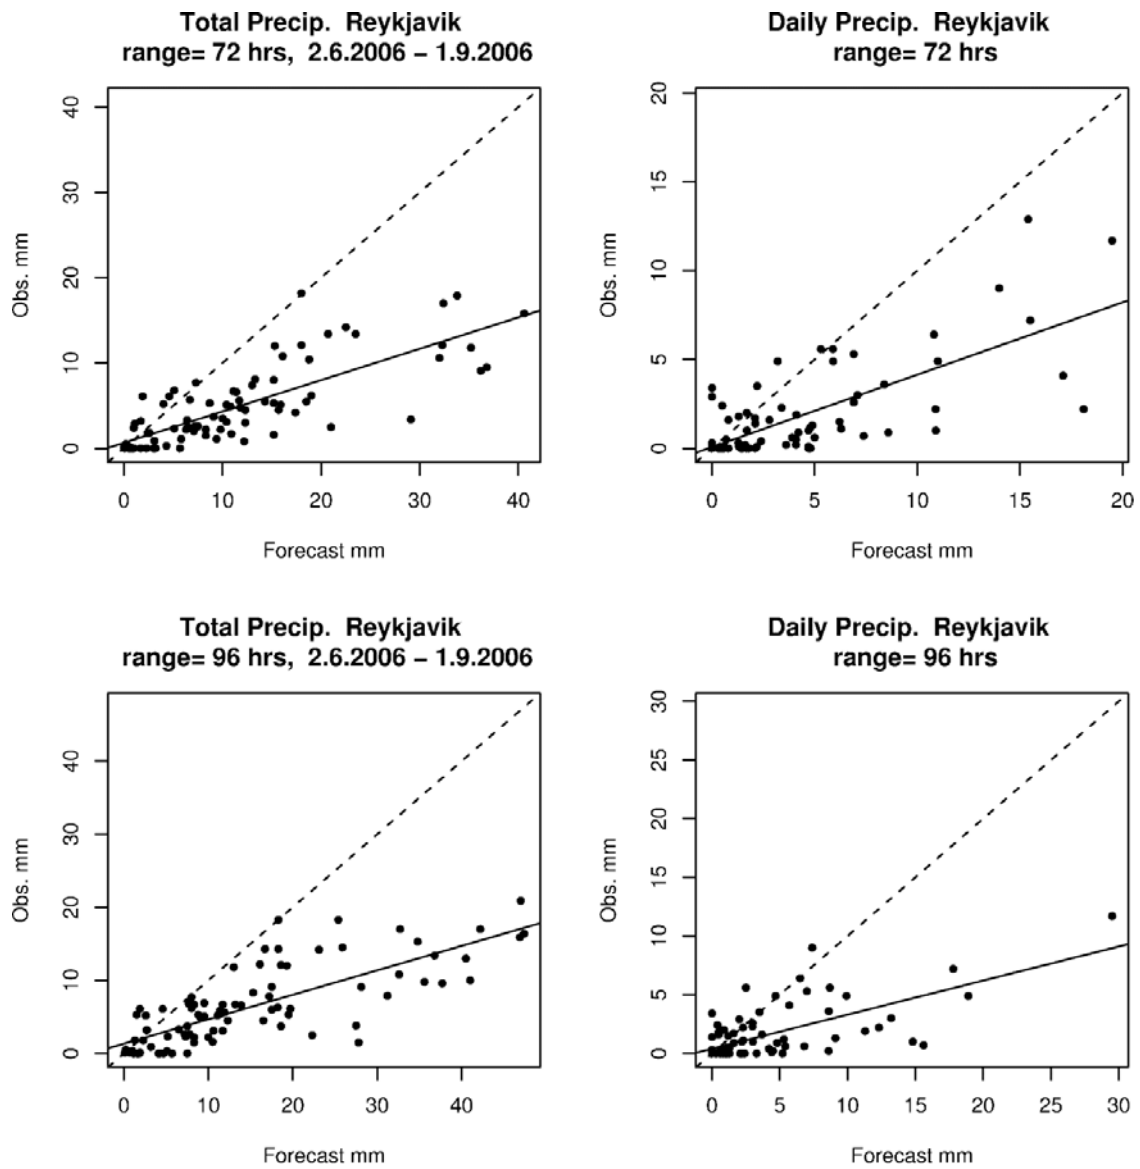 Total Precip. Reykjavik
range= 72 hrs, 2.6.2006 – 1.9.2006
40
30
20
10
0
Obs. mm
0 10 20 30 40
Forecast mm
Daily Precip. Reykjavik
range= 72 hrs
20
15
10
5
0
Obs. mm
0 5 10 15 20
Forecast mm
Total Precip. Reykjavik
range= 96 hrs, 2.6.2006 – 1.9.2006
40
30
20
10
0
Obs. mm
0 10 20 30 40
Forecast mm
Daily Precip. Reykjavik
range= 96 hrs
30
25
20
15
10
5
0
Obs. mm
0 5 10 15 20 25 30
Forecast mm